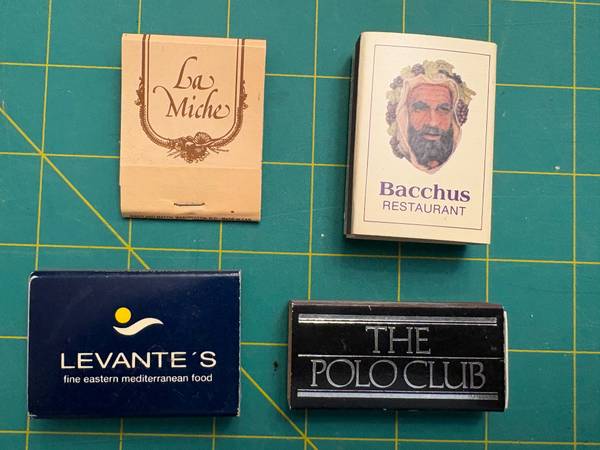 La
Miche
Bacchus
RESTAURANT
LEVANTE´S
fine eastern mediterranean food
THE
POLO CLUB